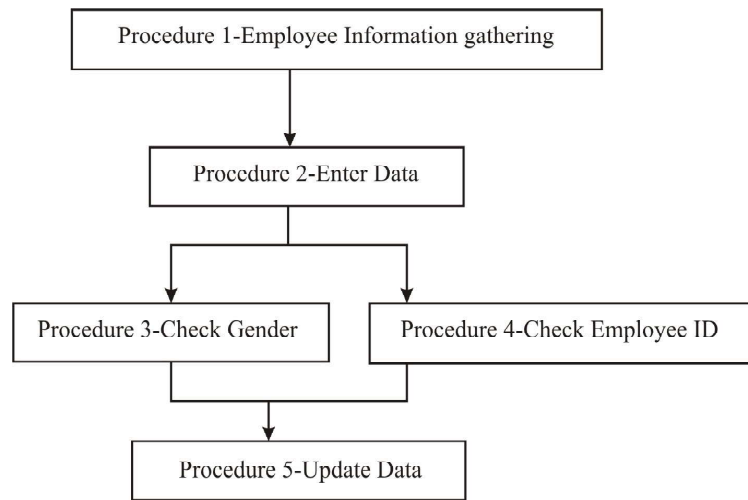 Procedure 1-Employee Information gathering
Procedure 2-Enter Data
Procedure 3-Check Gender
Procedure 4-Check Employee ID
Procedure 5-Update Data